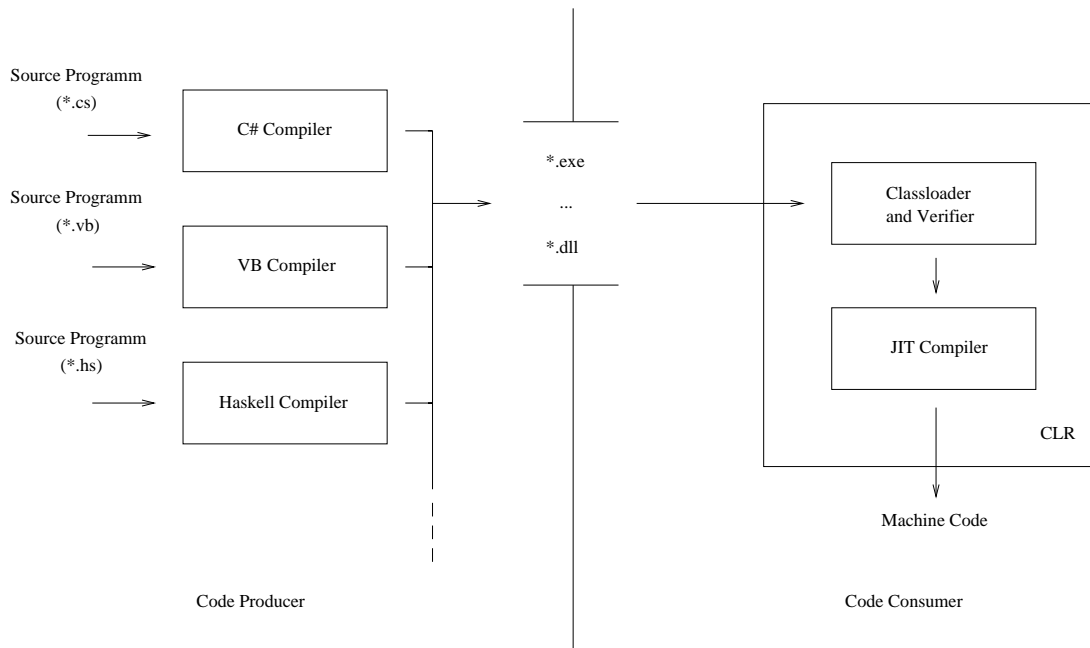 Source Programm
(*.cs)
C# Compiler
Source Programm
(*.vb)
VB Compiler
Source Programm
(*.hs)
Haskell Compiler
Code Producer
*.exe
...
*.dll
Classloader
and Verifier
JIT Compiler
CLR
Machine Code
Code Consumer